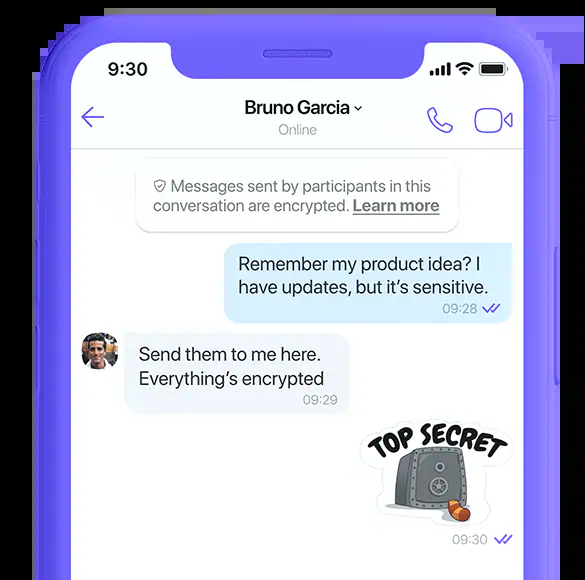 9:30
Bruno Garcia
Online
Messages sent by participants in this
conversation are encrypted. Learn more
Remember my product idea? I
have updates, but it's sensitive.
09:28
Send them to me here.
Everything's encrypted
09:29
TOP SECRET
09:30